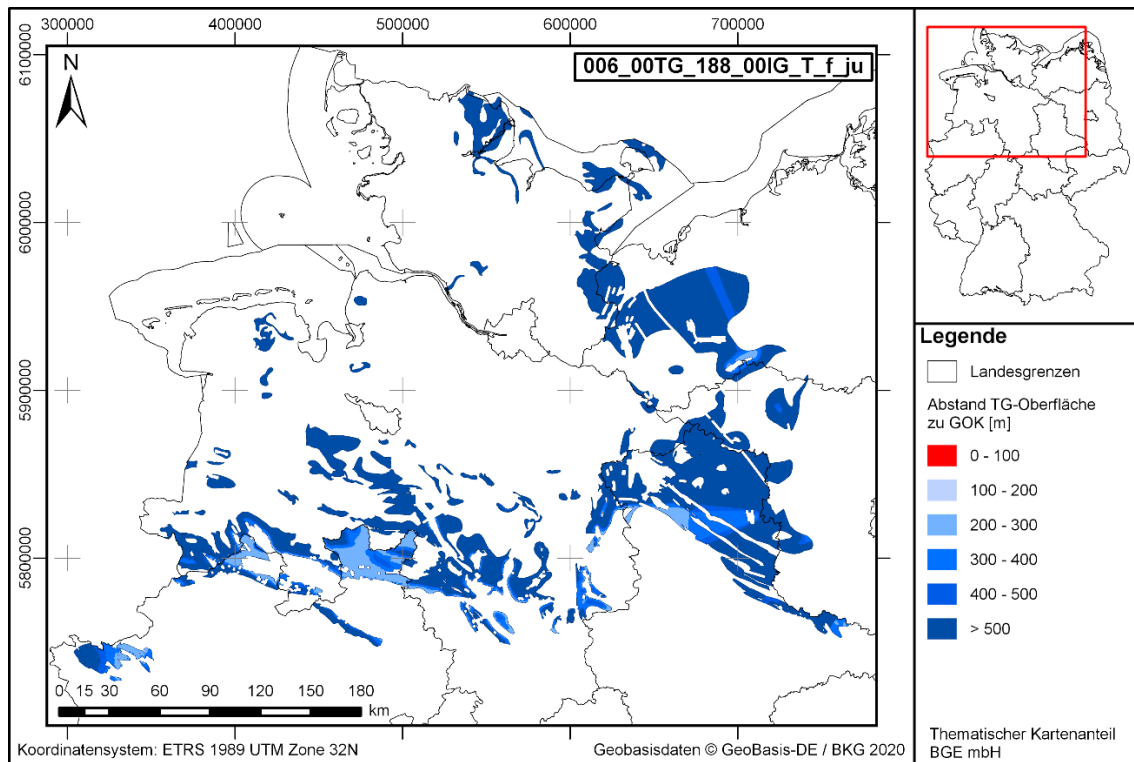 300000 400000 500000 600000 700000
6100000
6000000
5900000
5800000
N
006_00TG_188_00IG_T_f_ju
0 15 30 60 90 120 150 180
km
Koordinatensystem: ETRS 1989 UTM Zone 32N
Geobasisdaten © GeoBasis-DE / BKG 2020
Legende
Landesgrenzen
Abstand TG-Oberfläche
zu GOK [m]
0 - 100
100 - 200
200 - 300
300 - 400
400 - 500
> 500
Thematischer Kartenanteil
BGE mbH